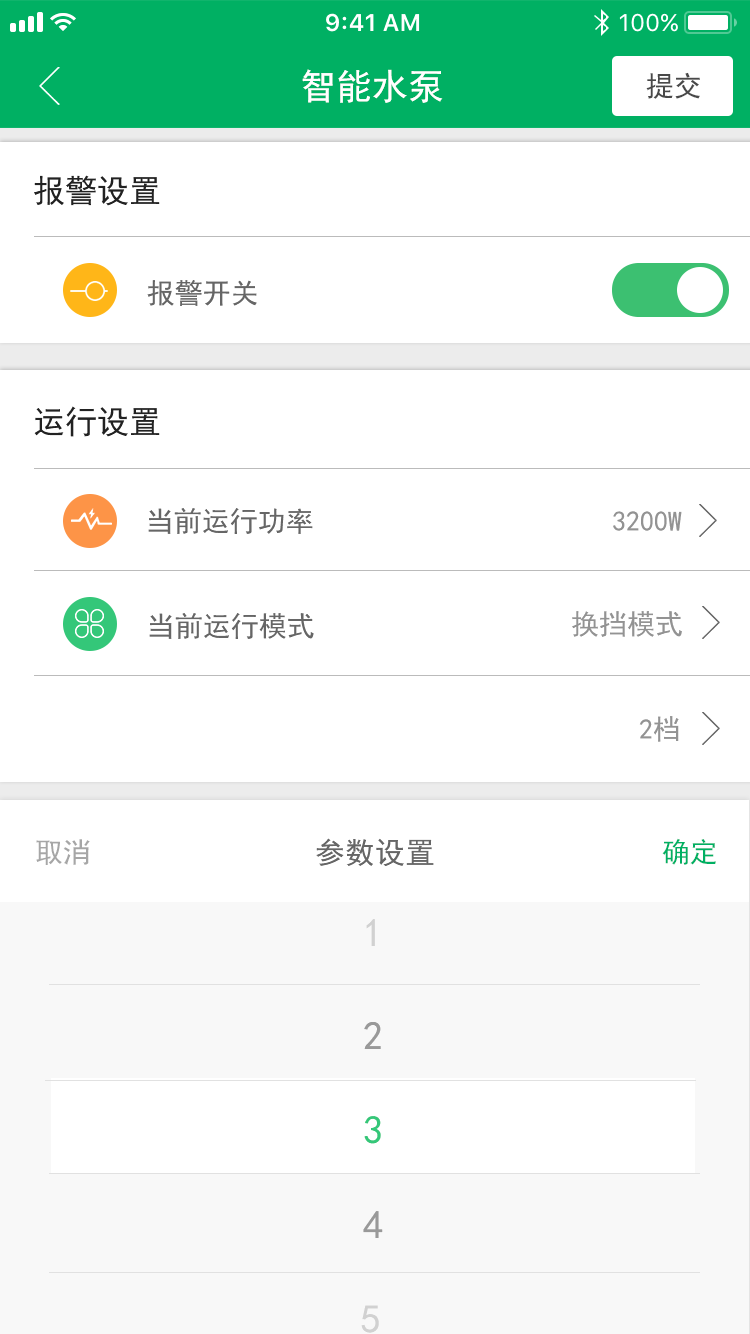 9:41 AM 100%
智能水泵 提交
报警设置
报警开关
运行设置
当前运行功率 3200W
当前运行模式 换挡模式
2档
取消 参数设置 确定
1
2
3
4
5